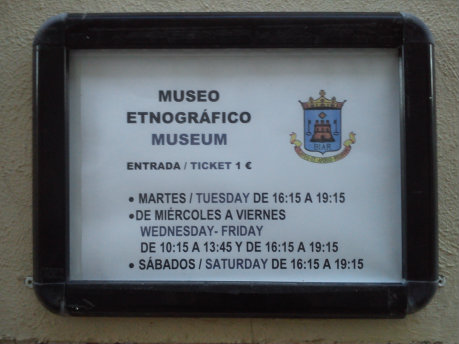 MUSEO
ETNOGRÁFICO
MUSEUM
ENTRADA / TICKET 1 €
BIAR
• MARTES / TUESDAY DE 16:15 A 19:15
•DE MIÉRCOLES A VIERNES
WEDNESDAY- FRIDAY
DE 10:15 A 13:45 Y DE 16:15 A 19:15
• SÁBADOS / SATURDAY DE 16:15 A 19:15